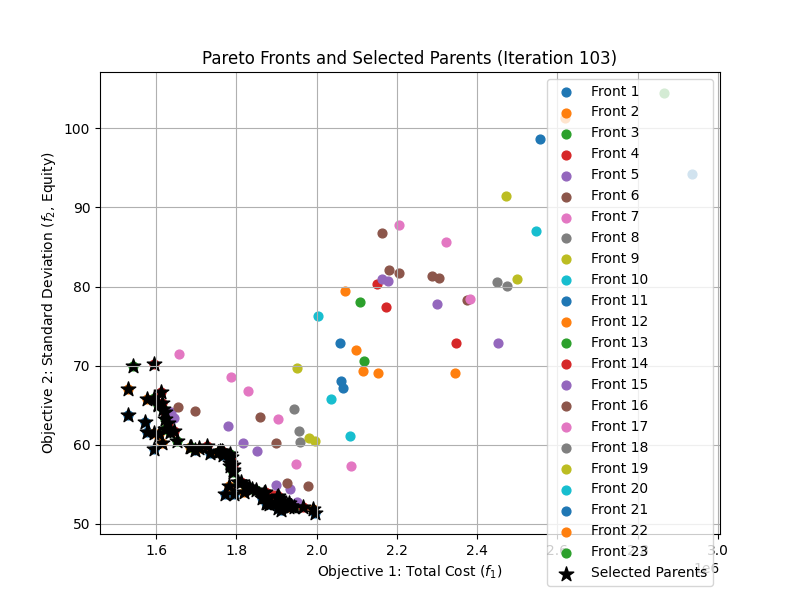 Pareto Fronts and Selected Parents (Iteration 103)
Objective 2: Standard Deviation (f₂, Equity)
100
90
80
70
60
50
1.6
1.8
2.0
2.2
2.4
2.6
2.8
3.0
1e6
Objective 1: Total Cost (f₁)
Front 1
Front 2
Front 3
Front 4
Front 5
Front 6
Front 7
Front 8
Front 9
Front 10
Front 11
Front 12
Front 13
Front 14
Front 15
Front 16
Front 17
Front 18
Front 19
Front 20
Front 21
Front 22
Front 23
Selected Parents